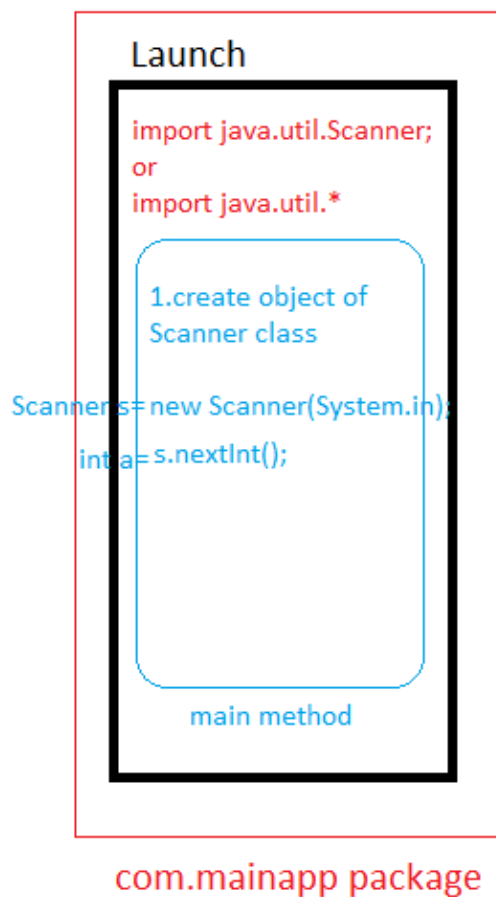 Launch
import java.util.Scanner;
or
import java.util.*
1.create object of
Scanner class
Scanner s= new Scanner(System.in);
int a= s.nextInt();
main method
com.mainapp package